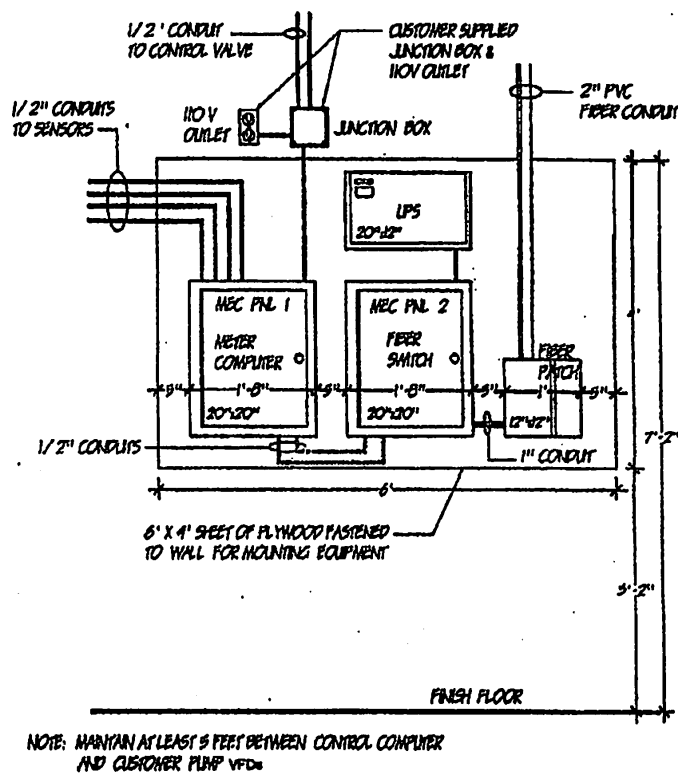 1/2' CONDUIT
TO CONTROL VALVE
CUSTOMER SUPPLIED
JUNCTION BOX &
110V OUTLET
2" PVC
FIBER CONDUIT
1/2" CONDUITS
TO SENSORS
110 V
OUTLET
JUNCTION BOX
UPS
20"x12"
MEC PNL 1
METER
COMPUTER
20"x20"
MEC PNL 2
FIBER
SWITCH
20"x20"
FIBER
PATCH
12"x12"
1'-8"
1'-8"
1'
4'
7'-2"
1/2" CONDUITS
1" CONDUIT
6'
6' X 4' SHEET OF PLYWOOD FASTENED
TO WALL FOR MOUNTING EQUIPMENT
3'-2"
FINISH FLOOR
NOTE: MAINTAIN AT LEAST 5 FEET BETWEEN CONTROL COMPUTER
AND CUSTOMER PUMP VFDs